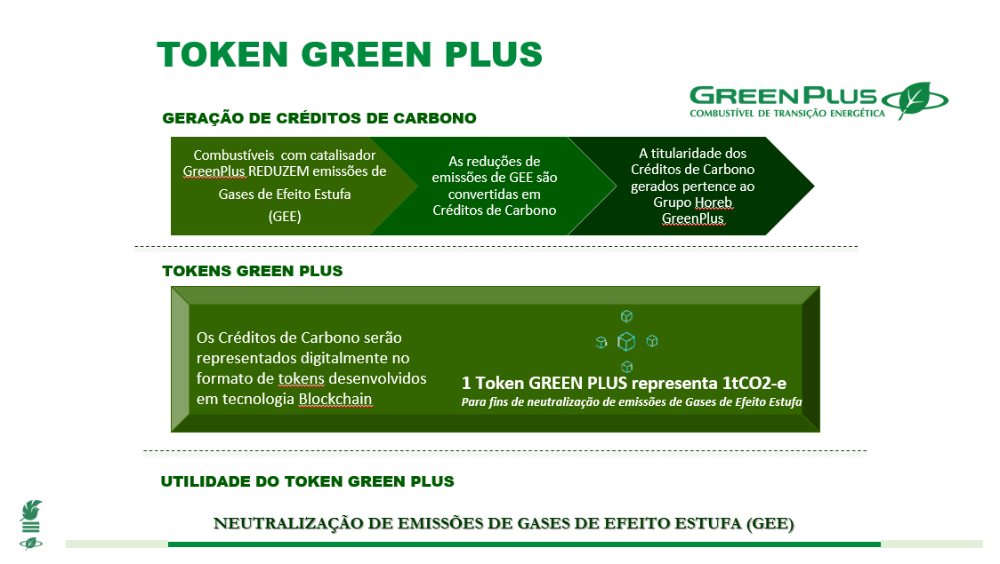 TOKEN GREEN PLUS
GREENPLUS
COMBUSTÍVEL DE TRANSIÇÃO ENERGÉTICA
GERAÇÃO DE CRÉDITOS DE CARBONO
Combustíveis com catalisador
GreenPlus REDUZEM emissões de
Gases de Efeito Estufa
(GEE)
As reduções de
emissões de GEE são
convertidas em
Créditos de Carbono
A titularidade dos
Créditos de Carbono
gerados pertence ao
Grupo Horeb
GreenPlus
TOKENS GREEN PLUS
Os Créditos de Carbono serão
representados digitalmente no
formato de tokens desenvolvidos
em tecnologia Blockchain
1 Token GREEN PLUS representa 1tCO2-e
Para fins de neutralização de emissões de Gases de Efeito Estufa
UTILIDADE DO TOKEN GREEN PLUS
NEUTRALIZAÇÃO DE EMISSÕES DE GASES DE EFEITO ESTUFA (GEE)